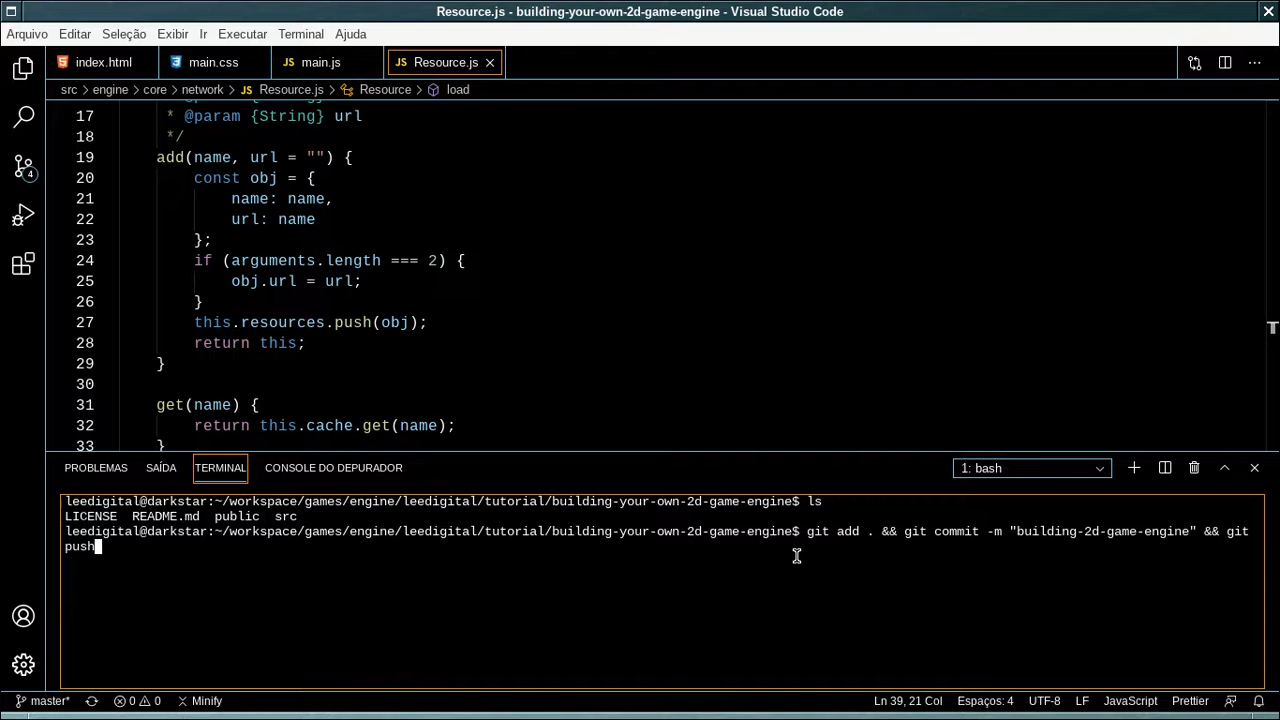 Resource.js - building-your-own-2d-game-engine - Visual Studio Code
Arquivo Editar Seleção Exibir Ir Executar Terminal Ajuda
index.html main.css JS main.js JS Resource.js
src > engine > core > network > JS Resource.js > Resource > load
17 * @param {String} url
18 */
19 add(name, url = "") {
20 const obj = {
21 name: name,
22 url: name
23 };
24 if (arguments.length === 2) {
25 obj.url = url;
26 }
27 this.resources.push(obj);
28 return this;
29 }
30
31 get(name) {
32 return this.cache.get(name);
33 }
4
PROBLEMAS SAÍDA TERMINAL CONSOLE DO DEPURADOR 1: bash
leedigital@darkstar:~/workspace/games/engine/leedigital/tutorial/building-your-own-2d-game-engine$ ls
LICENSE README.md public src
leedigital@darkstar:~/workspace/games/engine/leedigital/tutorial/building-your-own-2d-game-engine$ git add . && git commit -m "building-2d-game-engine" && git
push
master* 0 0 Minify Ln 39, 21 Col Espaços: 4 UTF-8 LF JavaScript Prettier